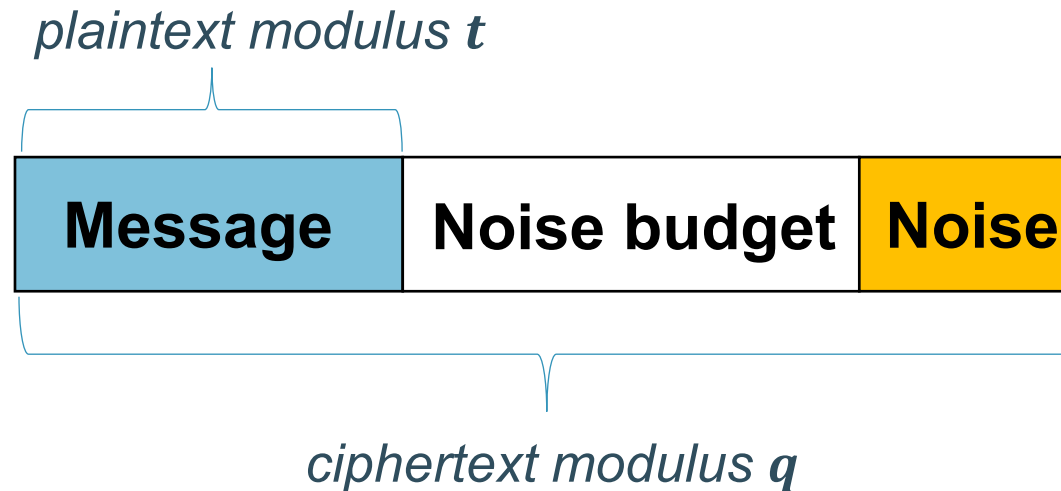 plaintext modulus t
Message
Noise budget
Noise
ciphertext modulus q